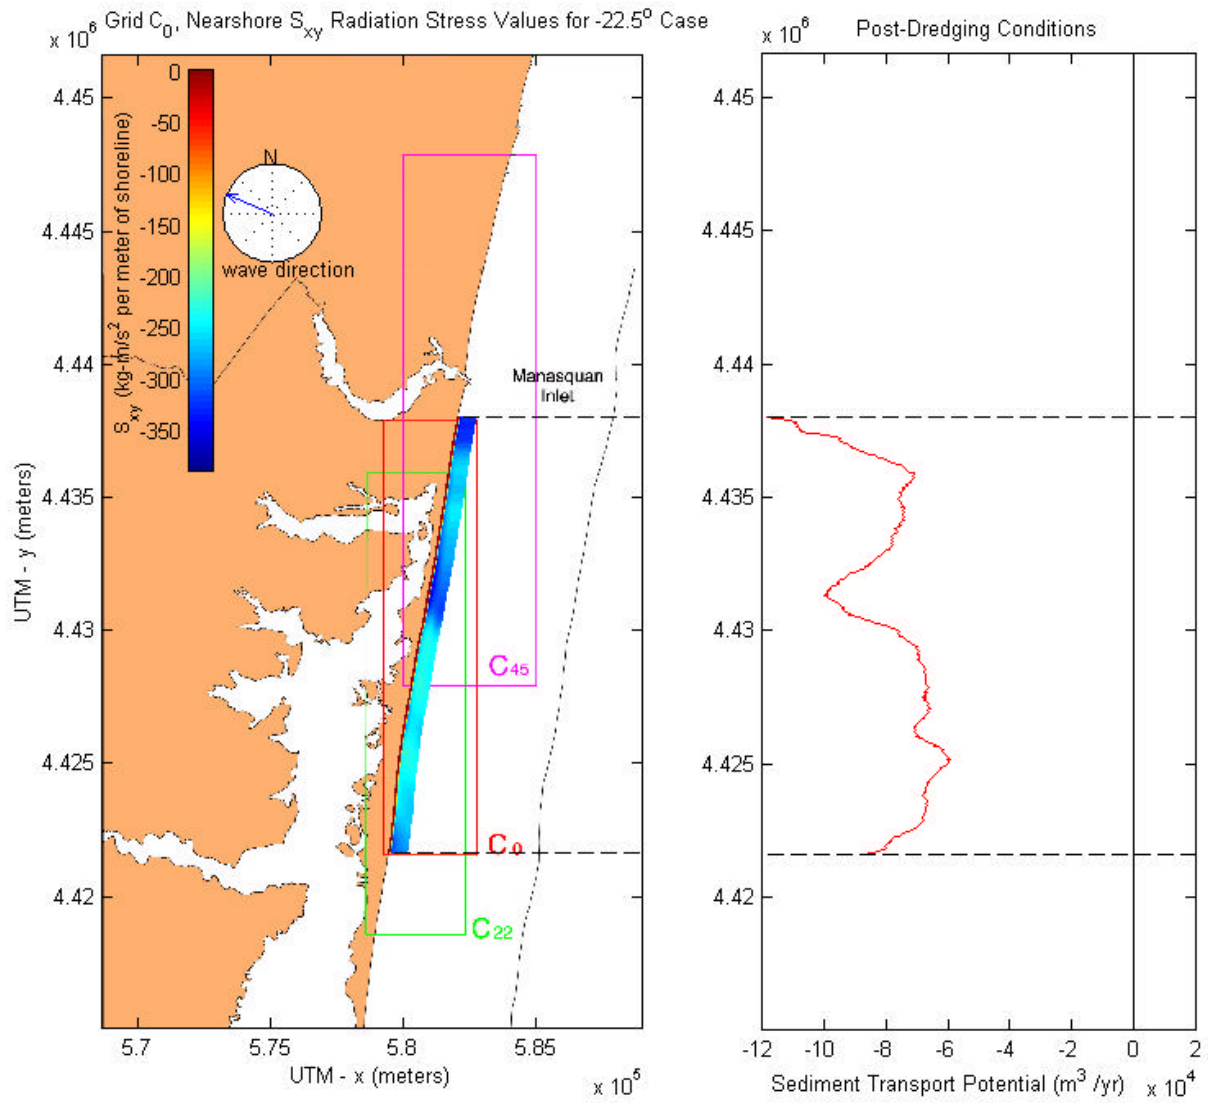 Grid C0, Nearshore Sxy Radiation Stress Values for -22.5° Case
x 10^6
4.45
4.445
4.44
4.435
4.43
4.425
4.42
UTM - y (meters)
0
-50
-100
-150
-200
-250
-300
-350
Sxy (kg-m/s² per meter of shoreline)
N
wave direction
Manasquan
Inlet
C45
C0
C22
5.7
5.75
5.8
5.85
UTM - x (meters)
x 10^5
Post-Dredging Conditions
x 10^6
4.45
4.445
4.44
4.435
4.43
4.425
4.42
-12
-10
-8
-6
-4
-2
0
2
Sediment Transport Potential (m³ /yr)
x 10^4